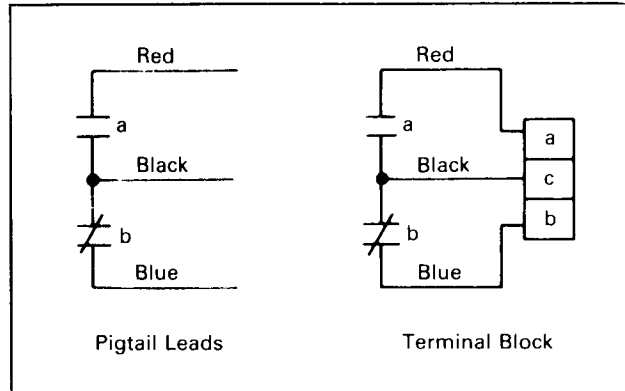 Red
a
Black
b
Blue
Pigtail Leads
Red
a
Black
b
Blue
a
c
b
Terminal Block